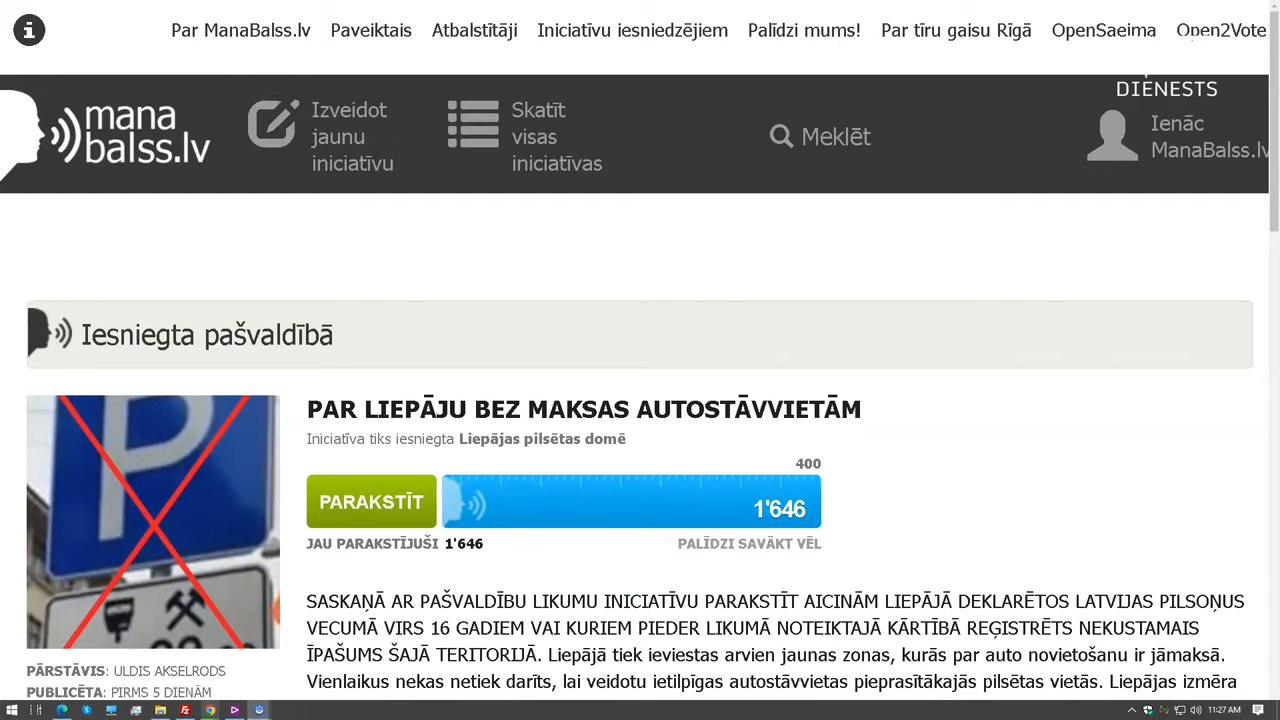 Par ManaBalss.lv Paveiktais Atbalstītāji Iniciatīvu iesniedzējiem Palīdzi mums! Par tīru gaisu Rīgā OpenSaeima Open2Vote
DIENESTS
mana
balss.lv
Izveidot
jaunu
iniciatīvu
Skatīt
visas
iniciatīvas
Meklēt
Ienāc
ManaBalss.lv
Iesniegta pašvaldībā
PAR LIEPĀJU BEZ MAKSAS AUTOSTĀVVIETĀM
Iniciatīva tiks iesniegta Liepājas pilsētas domē
400
PARAKSTĪT
1'646
JAU PARAKSTĪJUŠI 1'646
PALĪDZI SAVĀKT VĒL
SASKAŅĀ AR PAŠVALDĪBU LIKUMU INICIATĪVU PARAKSTĪT AICINĀM LIEPĀJĀ DEKLARĒTOS LATVIJAS PILSOŅUS
VECUMĀ VIRS 16 GADIEM VAI KURIEM PIEDER LIKUMĀ NOTEIKTAJĀ KĀRTĪBĀ REĢISTRĒTS NEKUSTAMAIS
ĪPAŠUMS ŠAJĀ TERITORIJĀ. Liepājā tiek ieviestas arvien jaunas zonas, kurās par auto novietošanu ir jāmaksā.
Vienlaikus nekas netiek darīts, lai veidotu ietilpīgas autostāvvietas pieprasītākajās pilsētas vietās. Liepājas izmēra
P
PĀRSTĀVIS: ULDIS AKSELRODS
PUBLICĒTA: PIRMS 5 DIENĀM
11:27 AM